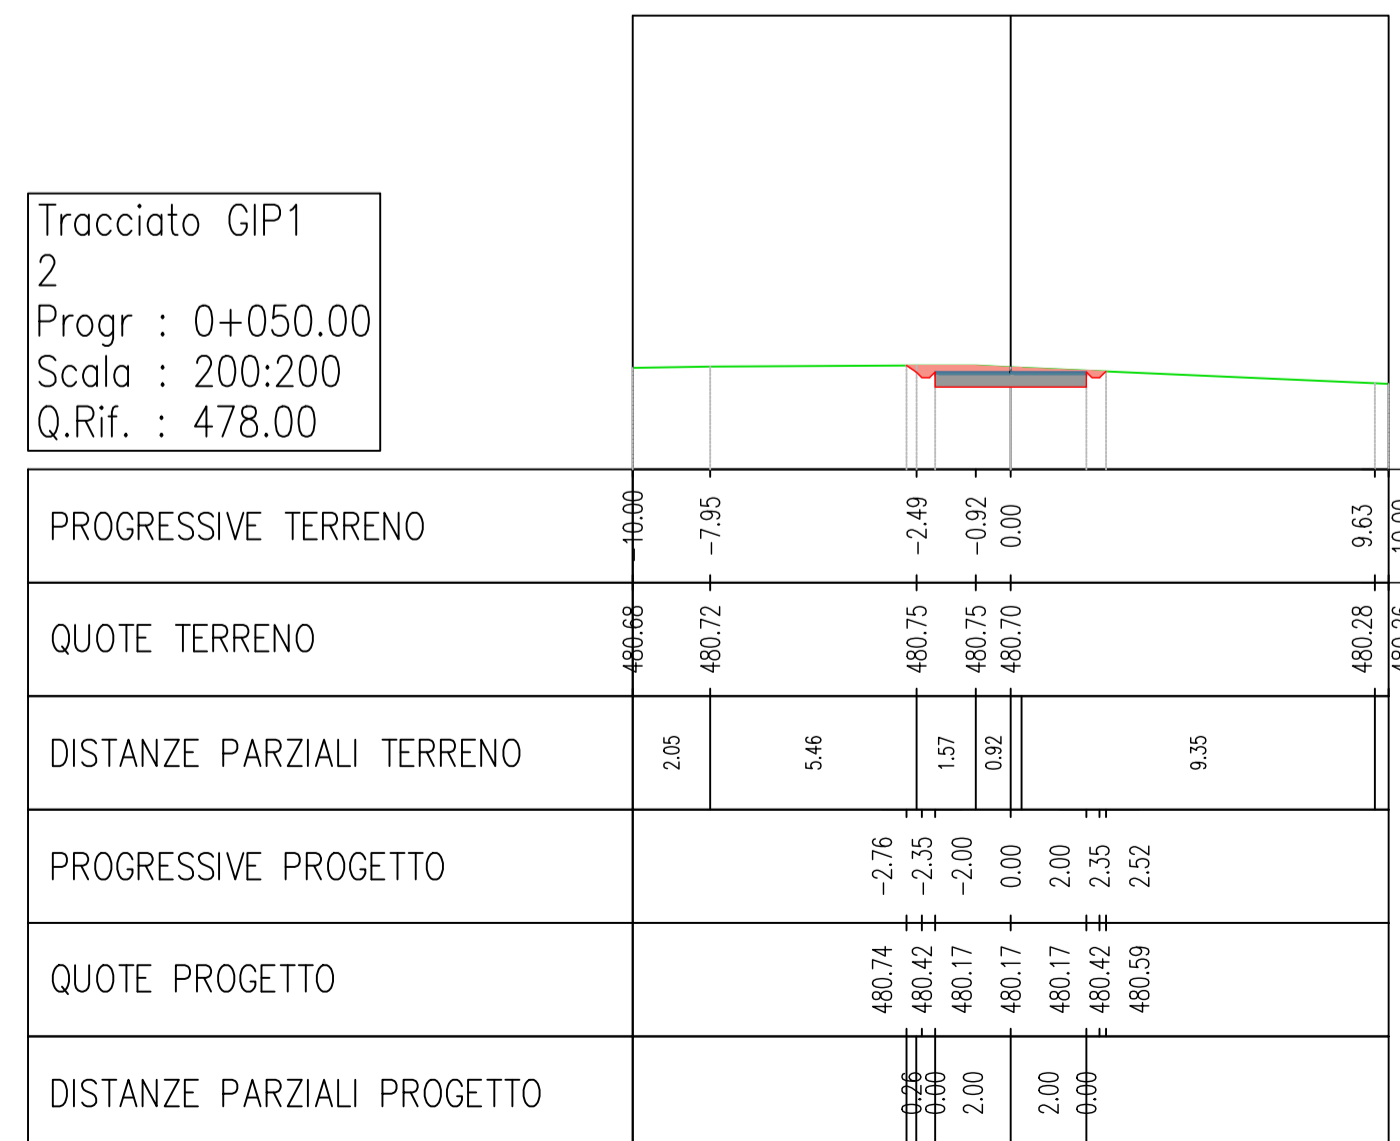 Tracciato GIP1
2
Progr : 0+050.00
Scala : 200:200
Q.Rif. : 478.00
PROGRESSIVE TERRENO -10.00 -7.95 -2.49 -0.92 0.00 9.63 10.00
QUOTE TERRENO 480.68 480.72 480.75 480.75 480.70 480.28 480.26
DISTANZE PARZIALI TERRENO 2.05 5.46 1.57 0.92 9.35
PROGRESSIVE PROGETTO -2.76 -2.35 -2.00 0.00 2.00 2.35 2.52
QUOTE PROGETTO 480.74 480.42 480.17 480.17 480.17 480.42 480.59
DISTANZE PARZIALI PROGETTO 0.26 0.00 2.00 2.00 0.00